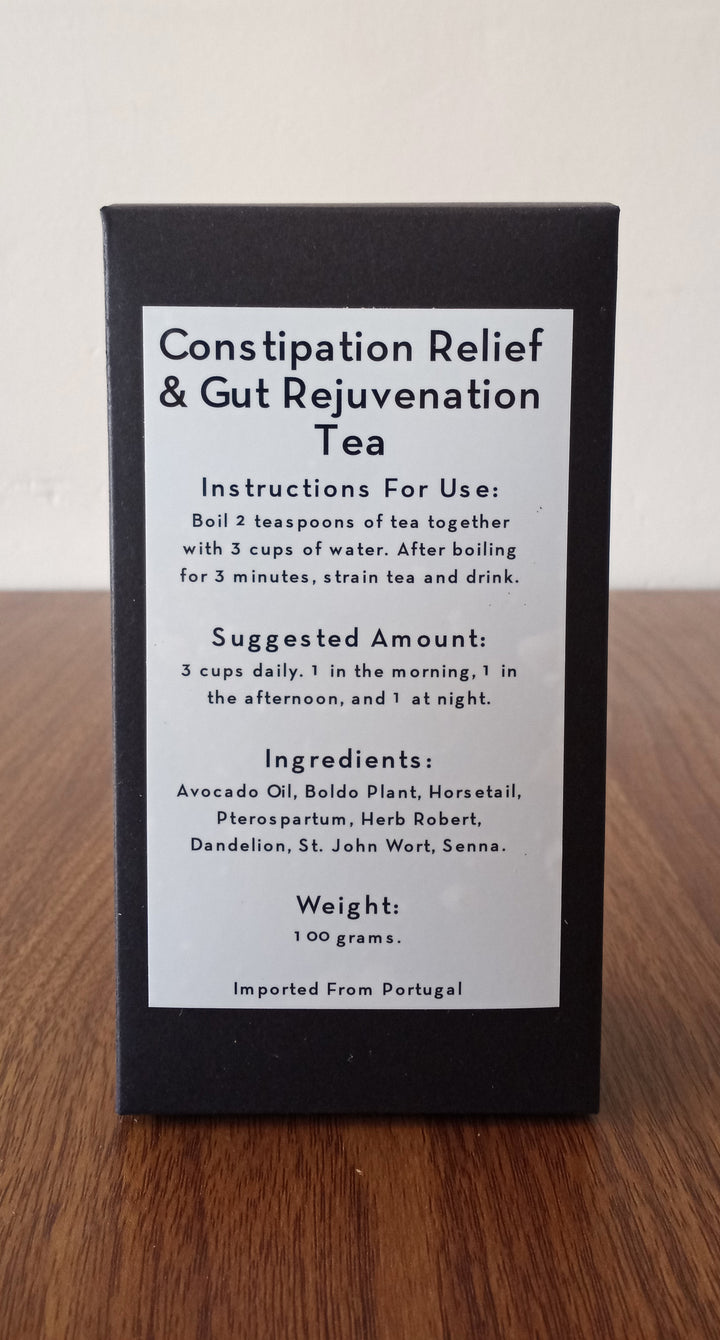 Constipation Relief
& Gut Rejuvenation
Tea
Instructions For Use:
Boil 2 teaspoons of tea together
with 3 cups of water. After boiling
for 3 minutes, strain tea and drink.
Suggested Amount:
3 cups daily. 1 in the morning, 1 in
the afternoon, and 1 at night.
Ingredients:
Avocado Oil, Boldo Plant, Horsetail,
Pterospartum, Herb Robert,
Dandelion, St. John Wort, Senna.
Weight:
100 grams.
Imported From Portugal